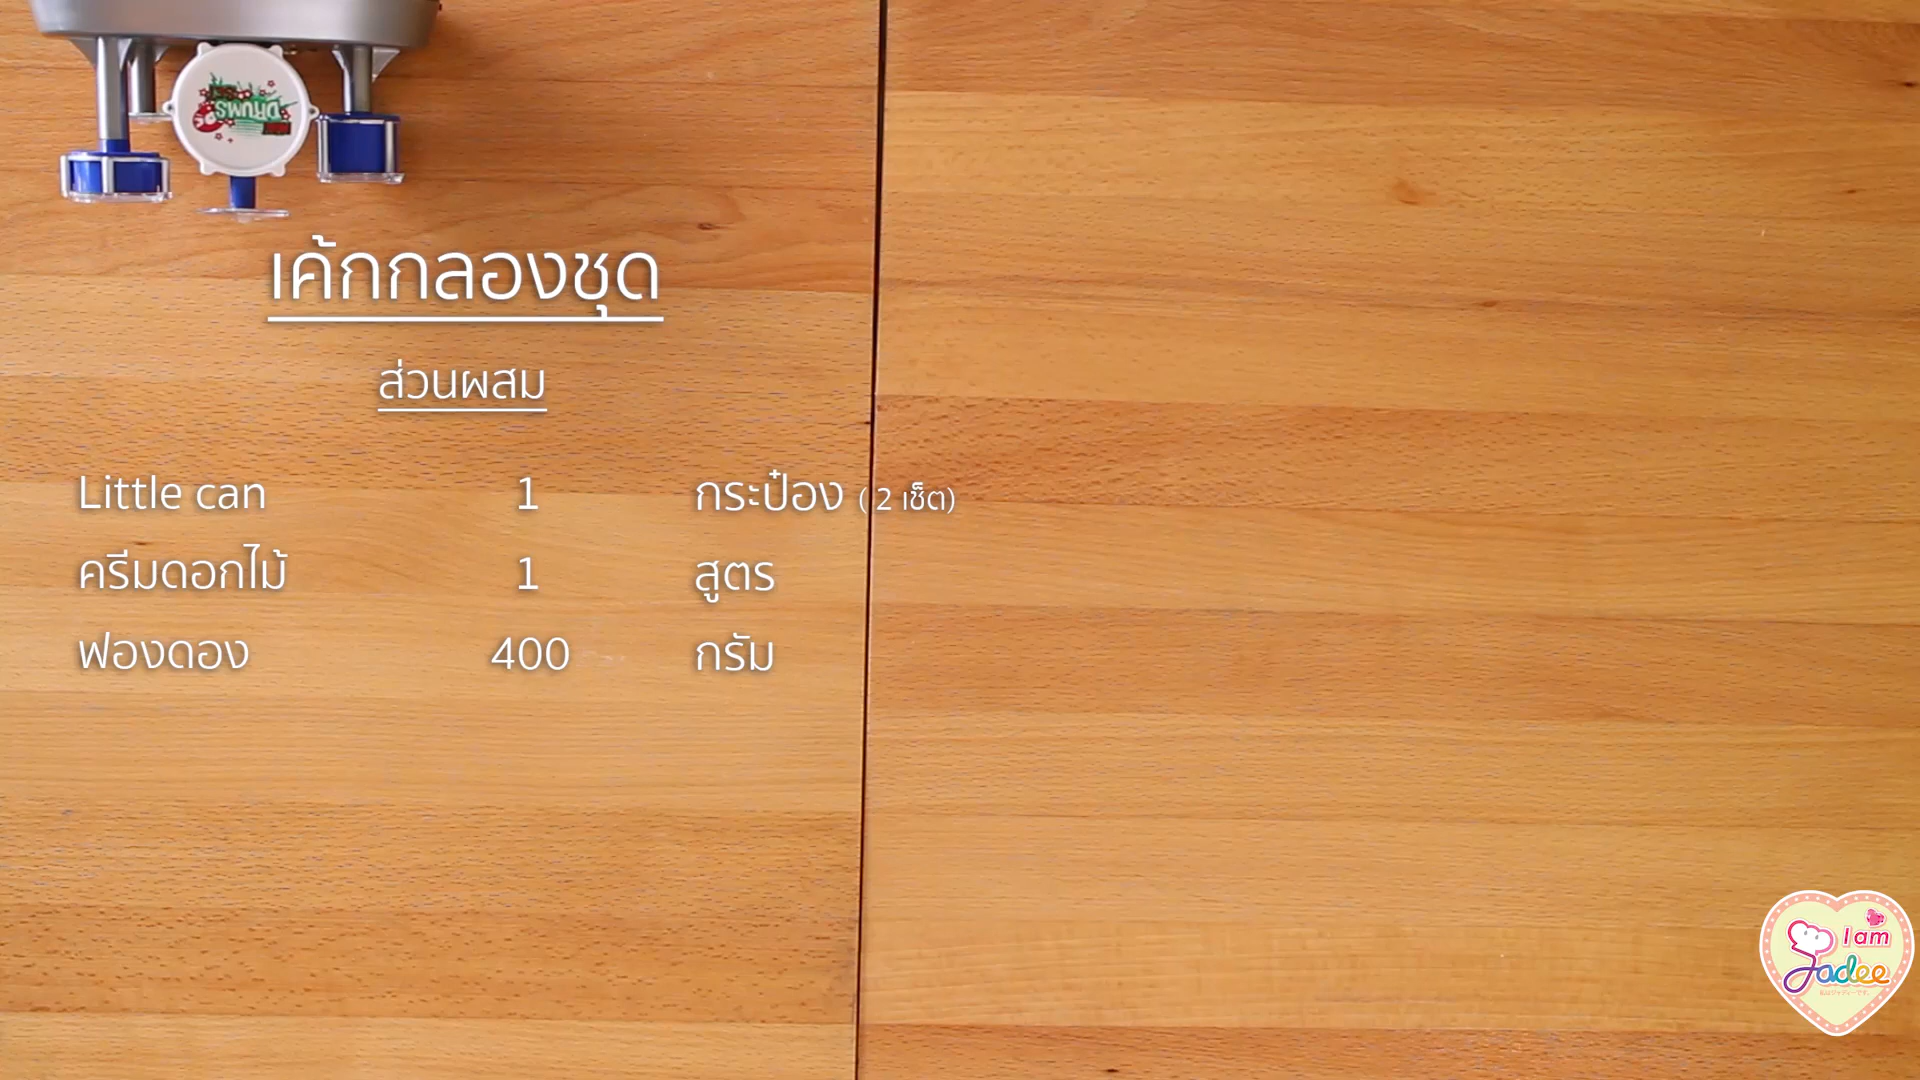 DRUMS
เค้กกลองชุด
ส่วนผสม
Little can 1 กระป๋อง ( 2 เซ็ต)
ครีมดอกไม้ 1 สูตร
ฟองดอง 400 กรัม
I am
Jadee